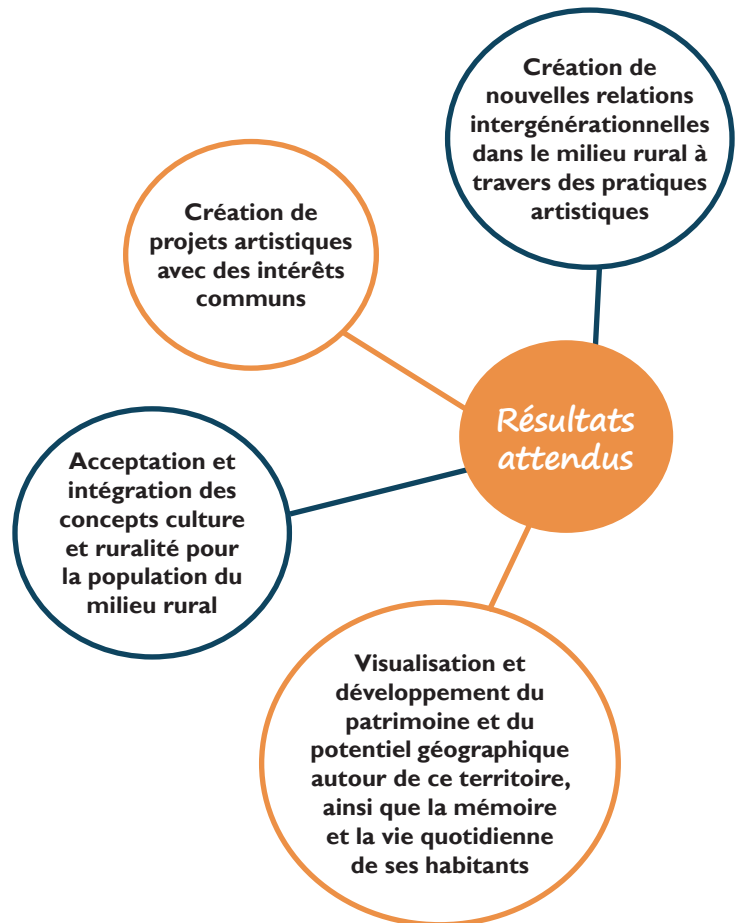 Création de
nouvelles relations
intergénérationnelles
dans le milieu rural à
travers des pratiques
artistiques
Création de
projets artistiques
avec des intérêts
communs
Résultats
attendus
Acceptation et
intégration des
concepts culture
et ruralité pour
la population du
milieu rural
Visualisation et
développement du
patrimoine et du
potentiel géographique
autour de ce territoire,
ainsi que la mémoire
et la vie quotidienne
de ses habitants